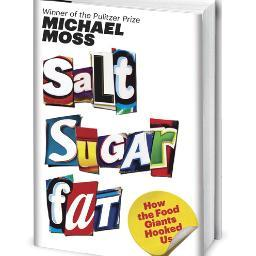 Winner of the Pulitzer Prize
MICHAEL
MOSS
Salt
SUGar
faT
How
the Food
Giants
Hooked
Us